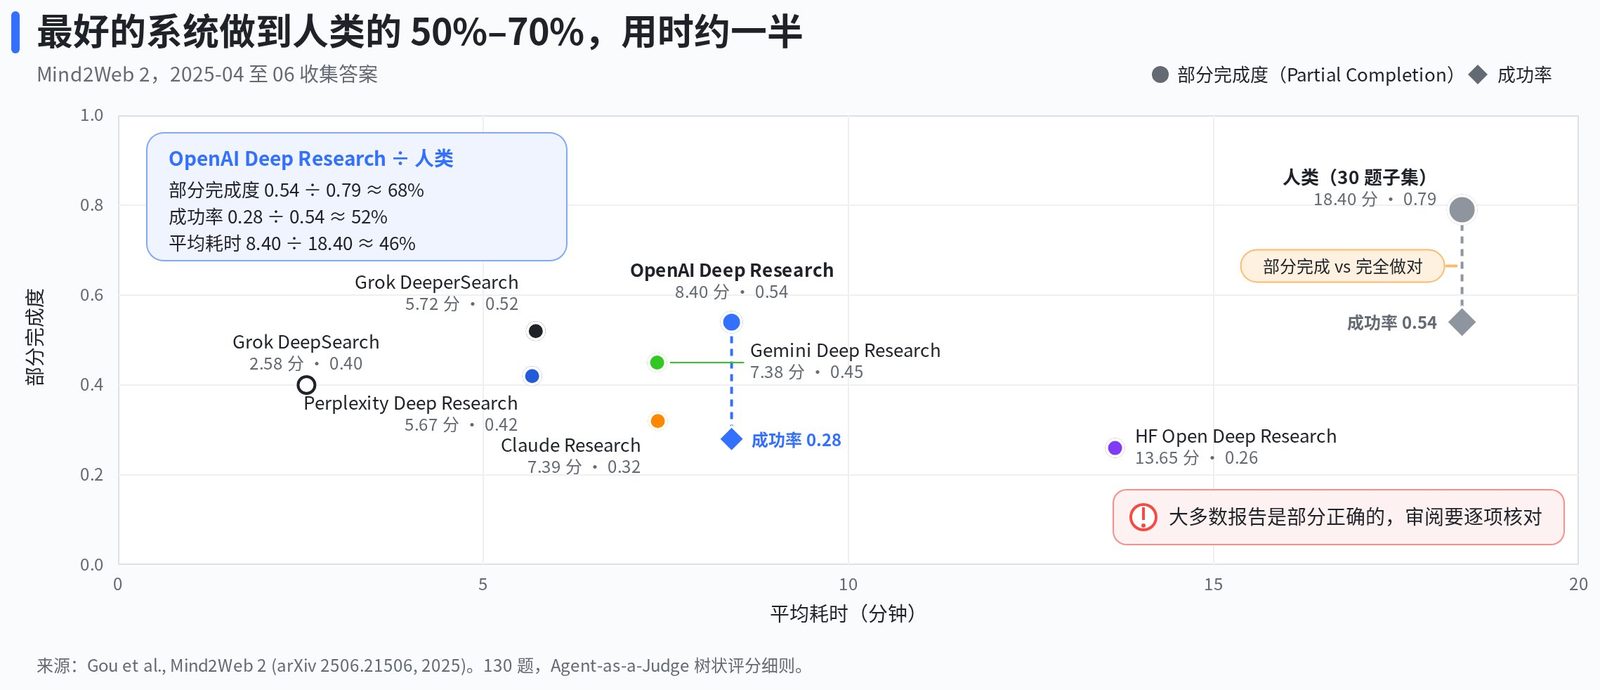 最好的系统做到人类的 50%–70%，用时约一半
Mind2Web 2，2025-04 至 06 收集答案
部分完成度（Partial Completion）
成功率
1.0
0.8
0.6
0.4
0.2
0.0
部分完成度
OpenAI Deep Research ÷ 人类
部分完成度 0.54 ÷ 0.79 ≈ 68%
成功率 0.28 ÷ 0.54 ≈ 52%
平均耗时 8.40 ÷ 18.40 ≈ 46%
人类（30 题子集）
18.40 分 · 0.79
部分完成 vs 完全做对
成功率 0.54
OpenAI Deep Research
8.40 分 · 0.54
Grok DeeperSearch
5.72 分 · 0.52
Grok DeepSearch
2.58 分 · 0.40
Gemini Deep Research
7.38 分 · 0.45
Perplexity Deep Research
5.67 分 · 0.42
成功率 0.28
Claude Research
7.39 分 · 0.32
HF Open Deep Research
13.65 分 · 0.26
大多数报告是部分正确的，审阅要逐项核对
0
5
10
15
20
平均耗时（分钟）
来源：Gou et al., Mind2Web 2 (arXiv 2506.21506, 2025)。130 题，Agent-as-a-Judge 树状评分细则。